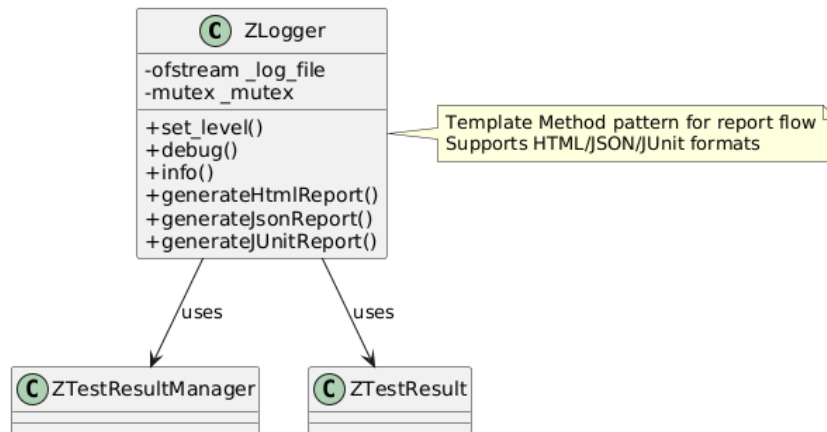 C ZLogger
-ofstream _log_file
-mutex _mutex
+set_level()
+debug()
+info()
+generateHtmlReport()
+generateJsonReport()
+generateJUnitReport()
Template Method pattern for report flow
Supports HTML/JSON/JUnit formats
uses
uses
C ZTestResultManager
C ZTestResult